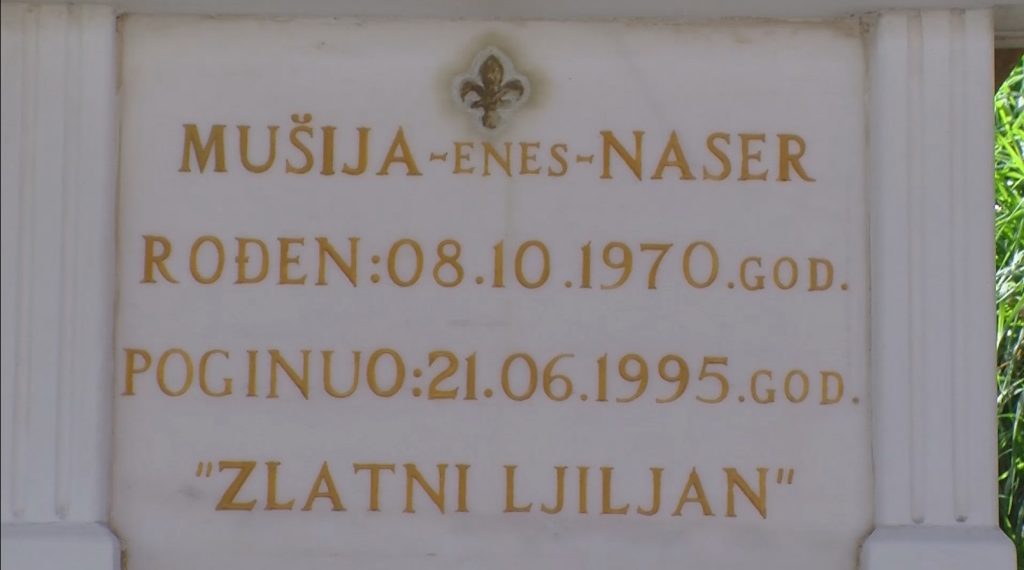 MUŠIJA-ENES-NASER
ROĐEN:08.10.1970.GOD.
POGINUO:21.06.1995.GOD.
"ZLATNI LJILJAN"